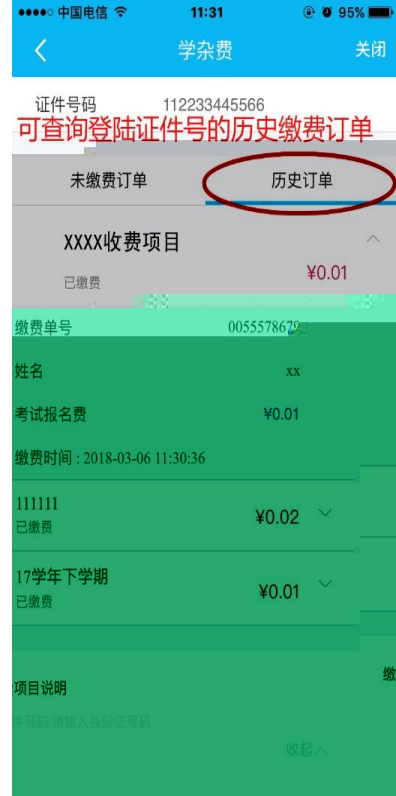 中国电信 11:31 95%
学杂费 关闭
证件号码 112233445566
可查询登陆证件号的历史缴费订单
未缴费订单 历史订单
XXXX收费项目
已缴费 ¥0.01
缴费单号 0055578679
姓名 xx
考试报名费 ¥0.01
缴费时间 : 2018-03-06 11:30:36
111111
已缴费 ¥0.02
17学年下学期
已缴费 ¥0.01
缴
项目说明
件号码:请输入身份证号码
收起